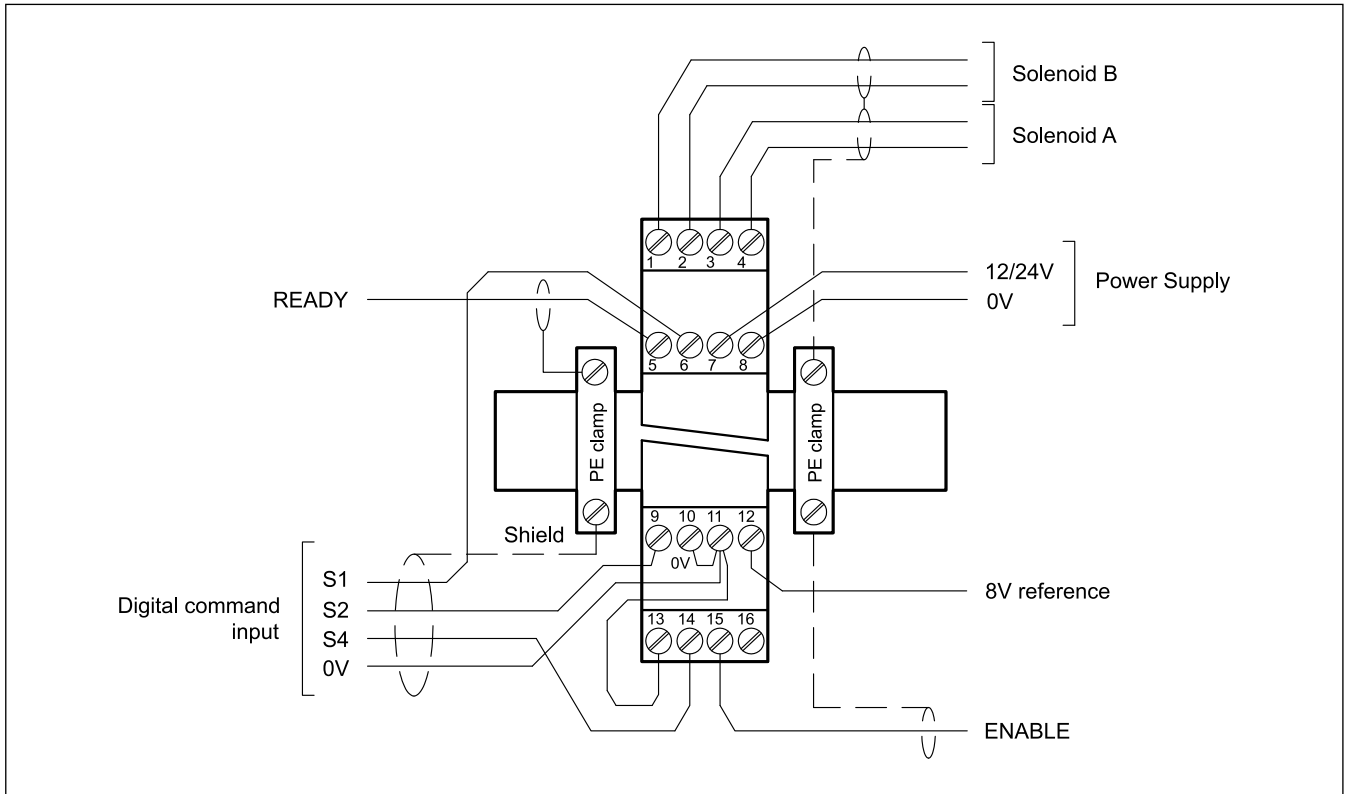 Solenoid B
Solenoid A
1 2 3 4
12/24V
Power Supply
READY
0V
5 6 7 8
PE clamp
PE clamp
9 10 11 12
Shield
0V
S1
8V reference
Digital command
input
S2
S4
13 14 15 16
0V
ENABLE